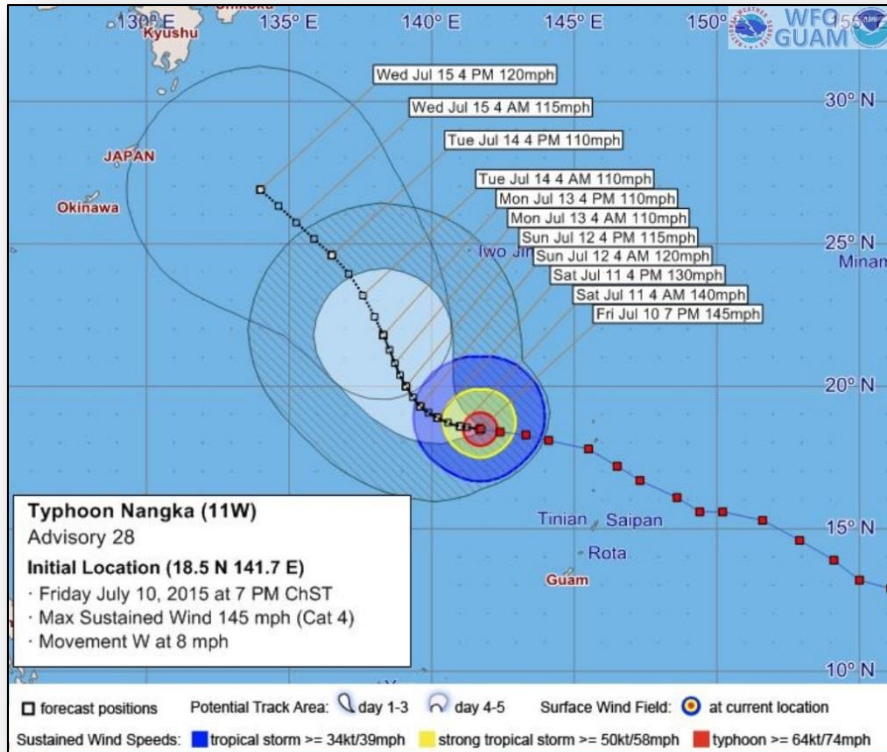 Shikoku
130° E
135° E
140° E
145° E
150° E
155° E
WFO
GUAM
Kyushu
Wed Jul 15 4 PM 120mph
Wed Jul 15 4 AM 115mph
30° N
Tue Jul 14 4 PM 110mph
JAPAN
Tue Jul 14 4 AM 110mph
Mon Jul 13 4 PM 110mph
Okinawa
Mon Jul 13 4 AM 110mph
Sun Jul 12 4 PM 115mph
25° N
Iwo
Sun Jul 12 4 AM 120mph
Minam
Sat Jul 11 4 PM 130mph
Sat Jul 11 4 AM 140mph
Fri Jul 10 7 PM 145mph
20° N
Typhoon Nangka (11W)
Advisory 28
Initial Location (18.5 N 141.7 E)
· Friday July 10, 2015 at 7 PM ChST
· Max Sustained Wind 145 mph (Cat 4)
· Movement W at 8 mph
Tinian Saipan
15° N
Rota
Guam
10° N
forecast positions Potential Track Area: day 1-3 day 4-5 Surface Wind Field: at current location
Sustained Wind Speeds: tropical storm >= 34kt/39mph strong tropical storm >= 50kt/58mph typhoon >= 64kt/74mph